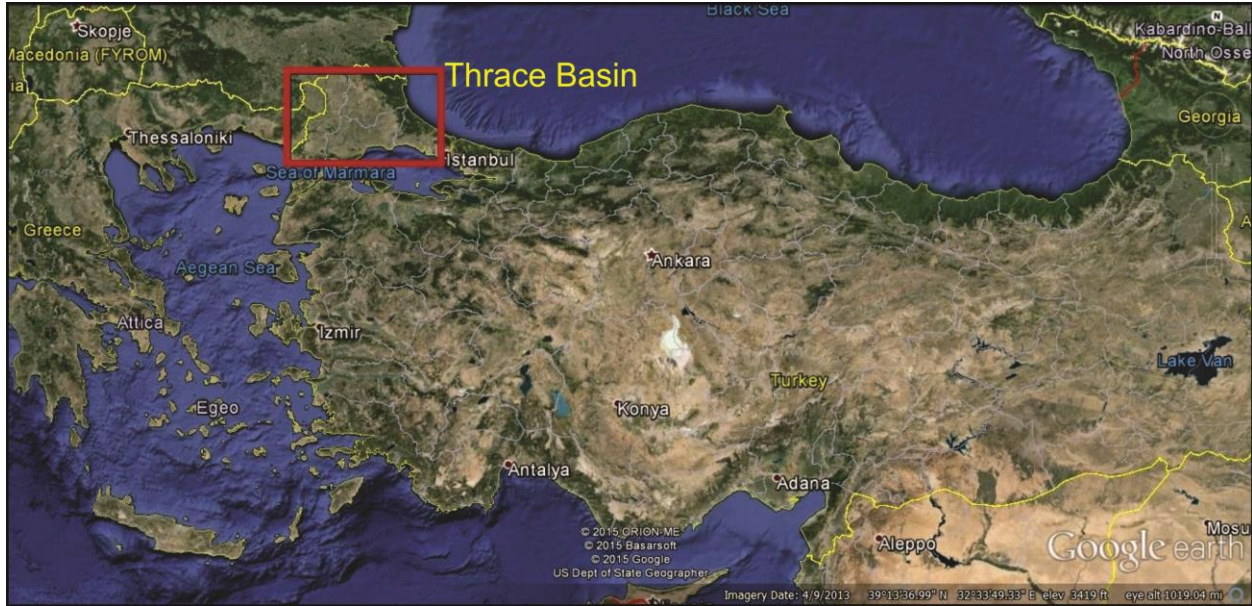 Black Sea
Skopje
N
Kabardino-Bal
Macedonia (FYROM)
North Osse
ia)
Thrace Basin
Georgia
Thessaloniki
Istanbul
Sea of Marmara
Greece
Ankara
Aegean Sea
Attica
Izmir
Lake Van
Turkey
Egeo
Konya
Antalya
Adana
© 2015 ORION-ME
© 2015 Basarsoft
© 2015 Google
US Dept of State Geographer
Aleppo
Mosu
Google earth
Imagery Date: 4/9/2013 39°13'36.99" N 32°33'49.33" E elev 3419 ft eye alt 1019.04 mi